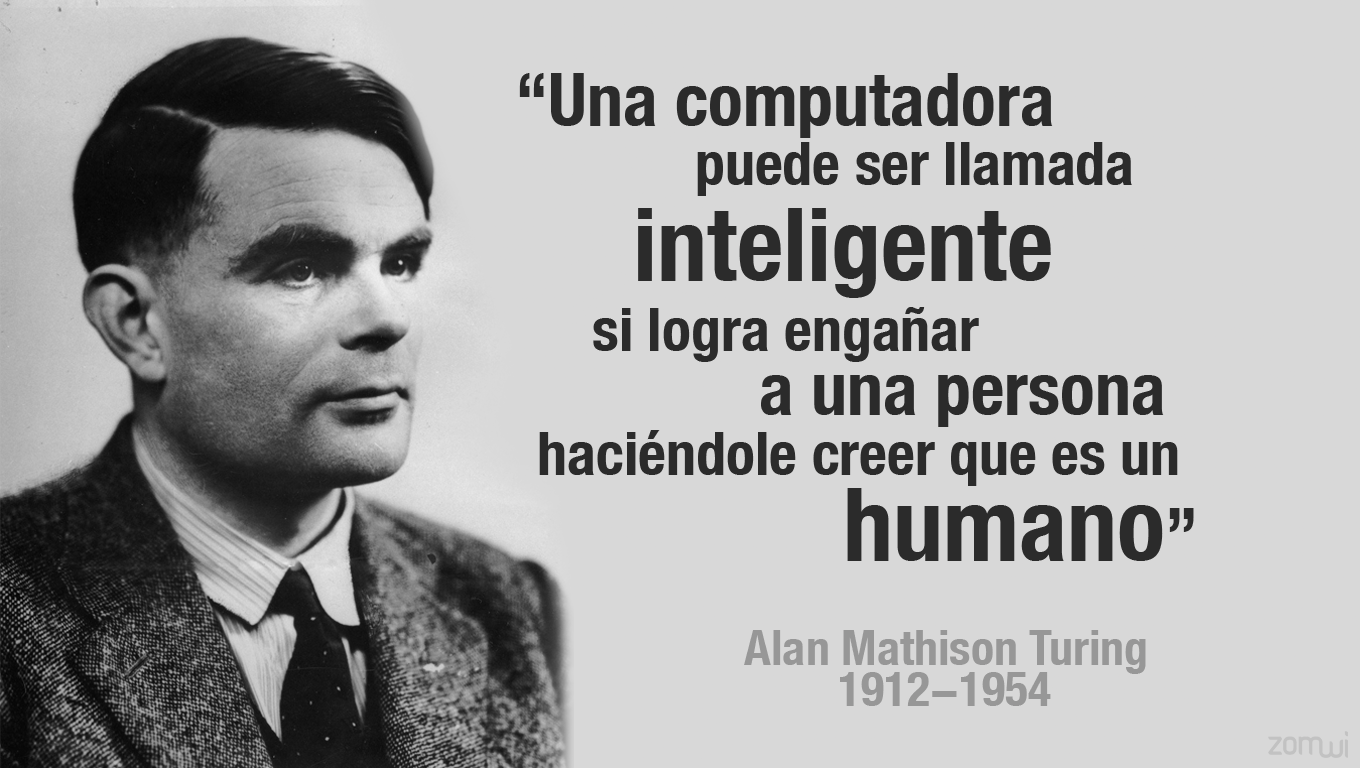 “Una computadora
puede ser llamada
inteligente
si logra engañar
a una persona
haciéndole creer que es un
humano”
Alan Mathison Turing
1912–1954
zomwi